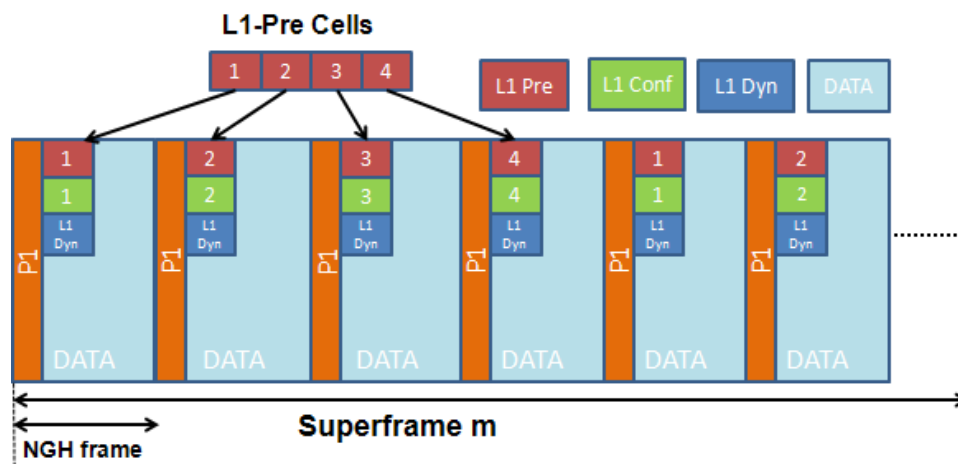 L1-Pre Cells
1 2 3 4
L1 Pre L1 Conf L1 Dyn DATA
1 2 3 4 1 2
1 2 3 4 1 2
L1 Dyn L1 Dyn L1 Dyn L1 Dyn L1 Dyn L1 Dyn
P1 P1 P1 P1 P1 P1
DATA DATA DATA DATA DATA DATA
Superframe m
NGH frame